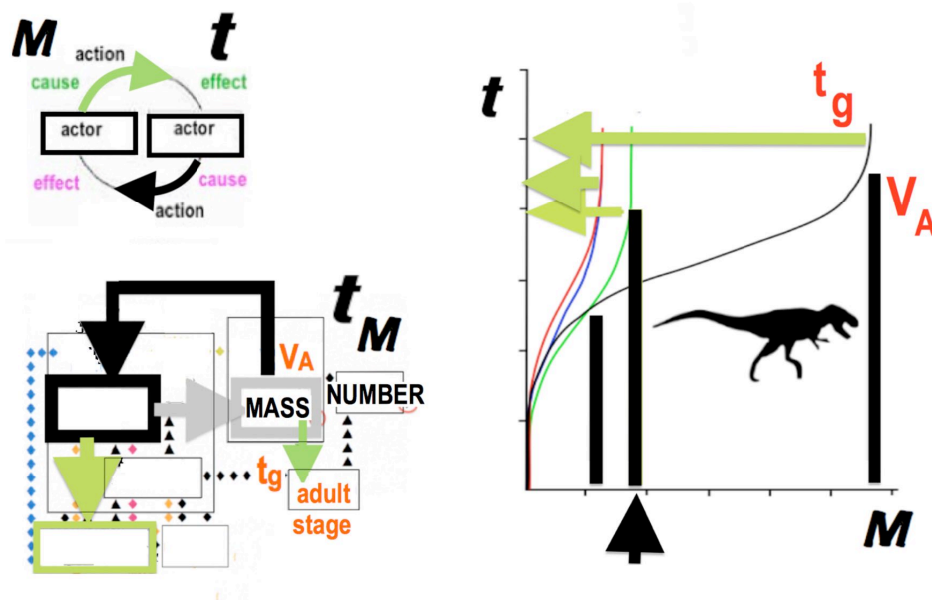 M
t
action
cause
effect
actor
actor
effect
cause
action
t
M
VA
MASS
NUMBER
tg
adult
stage
t
tg
VA
M